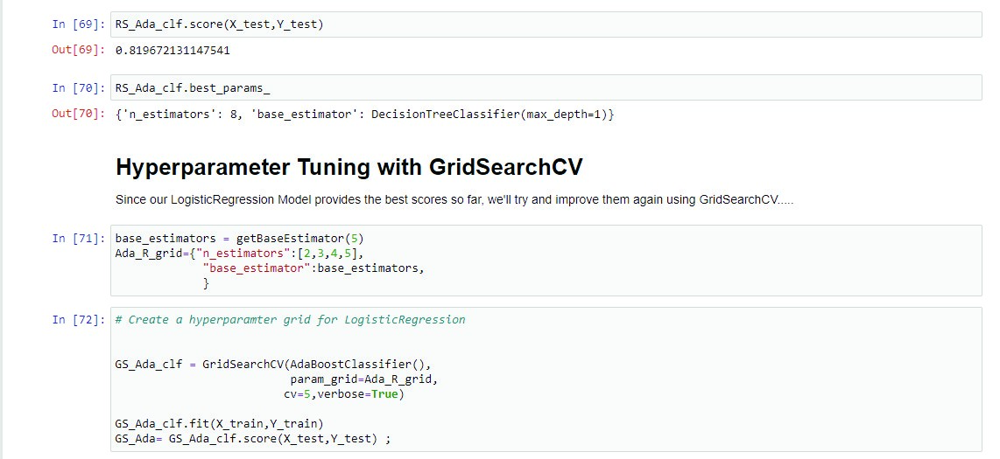 In [69]: RS_Ada_clf.score(X_test,Y_test)
Out[69]: 0.819672131147541
In [70]: RS_Ada_clf.best_params_
Out[70]: {'n_estimators': 8, 'base_estimator': DecisionTreeClassifier(max_depth=1)}
Hyperparameter Tuning with GridSearchCV
Since our LogisticRegression Model provides the best scores so far, we'll try and improve them again using GridSearchCV.....
In [71]: base_estimators = getBaseEstimator(5)
Ada_R_grid={"n_estimators":[2,3,4,5],
"base_estimator":base_estimators,
}
In [72]: # Create a hyperparamter grid for LogisticRegression
GS_Ada_clf = GridSearchCV(AdaBoostClassifier(),
param_grid=Ada_R_grid,
cv=5,verbose=True)
GS_Ada_clf.fit(X_train,Y_train)
GS_Ada= GS_Ada_clf.score(X_test,Y_test) ;